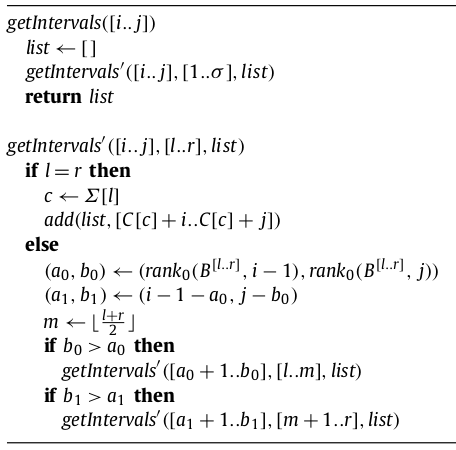 getIntervals([i..j])
list ← [ ]
getIntervals′([i..j], [1..σ], list)
return list
getIntervals′([i..j], [l..r], list)
if l = r then
c ← Σ[l]
add(list, [C[c] + i..C[c] + j])
else
(a₀, b₀) ← (rank₀(B^[l..r], i − 1), rank₀(B^[l..r], j))
(a₁, b₁) ← (i − 1 − a₀, j − b₀)
m ← ⌊(l+r)/2⌋
if b₀ > a₀ then
getIntervals′([a₀ + 1..b₀], [l..m], list)
if b₁ > a₁ then
getIntervals′([a₁ + 1..b₁], [m + 1..r], list)